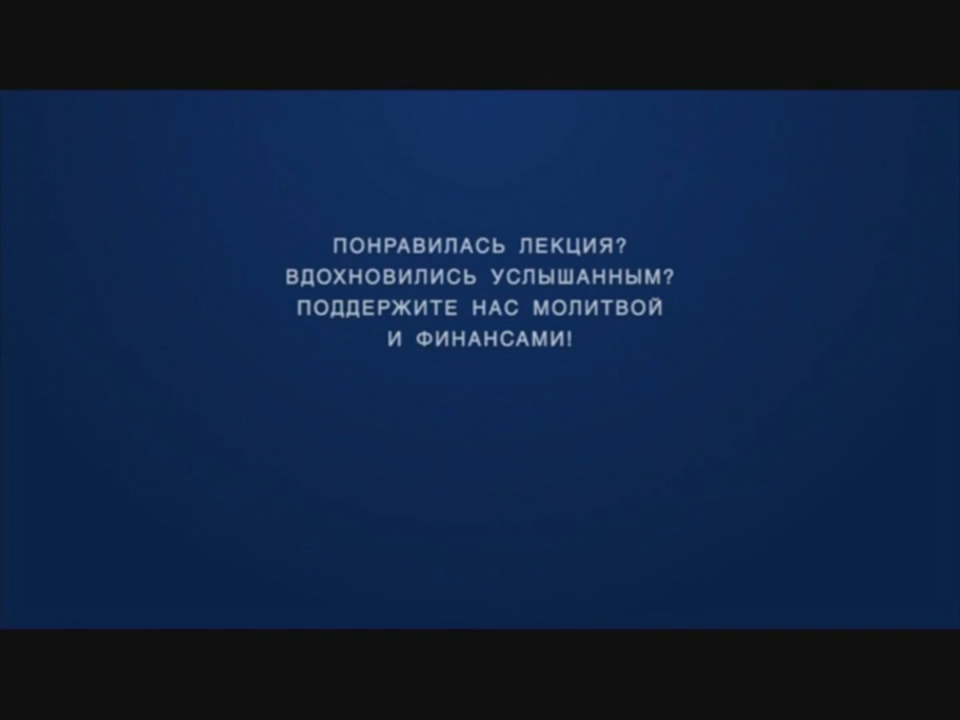 ПОНРАВИЛАСЬ ЛЕКЦИЯ?
ВДОХНОВИЛИСЬ УСЛЫШАННЫМ?
ПОДДЕРЖИТЕ НАС МОЛИТВОЙ
И ФИНАНСАМИ!